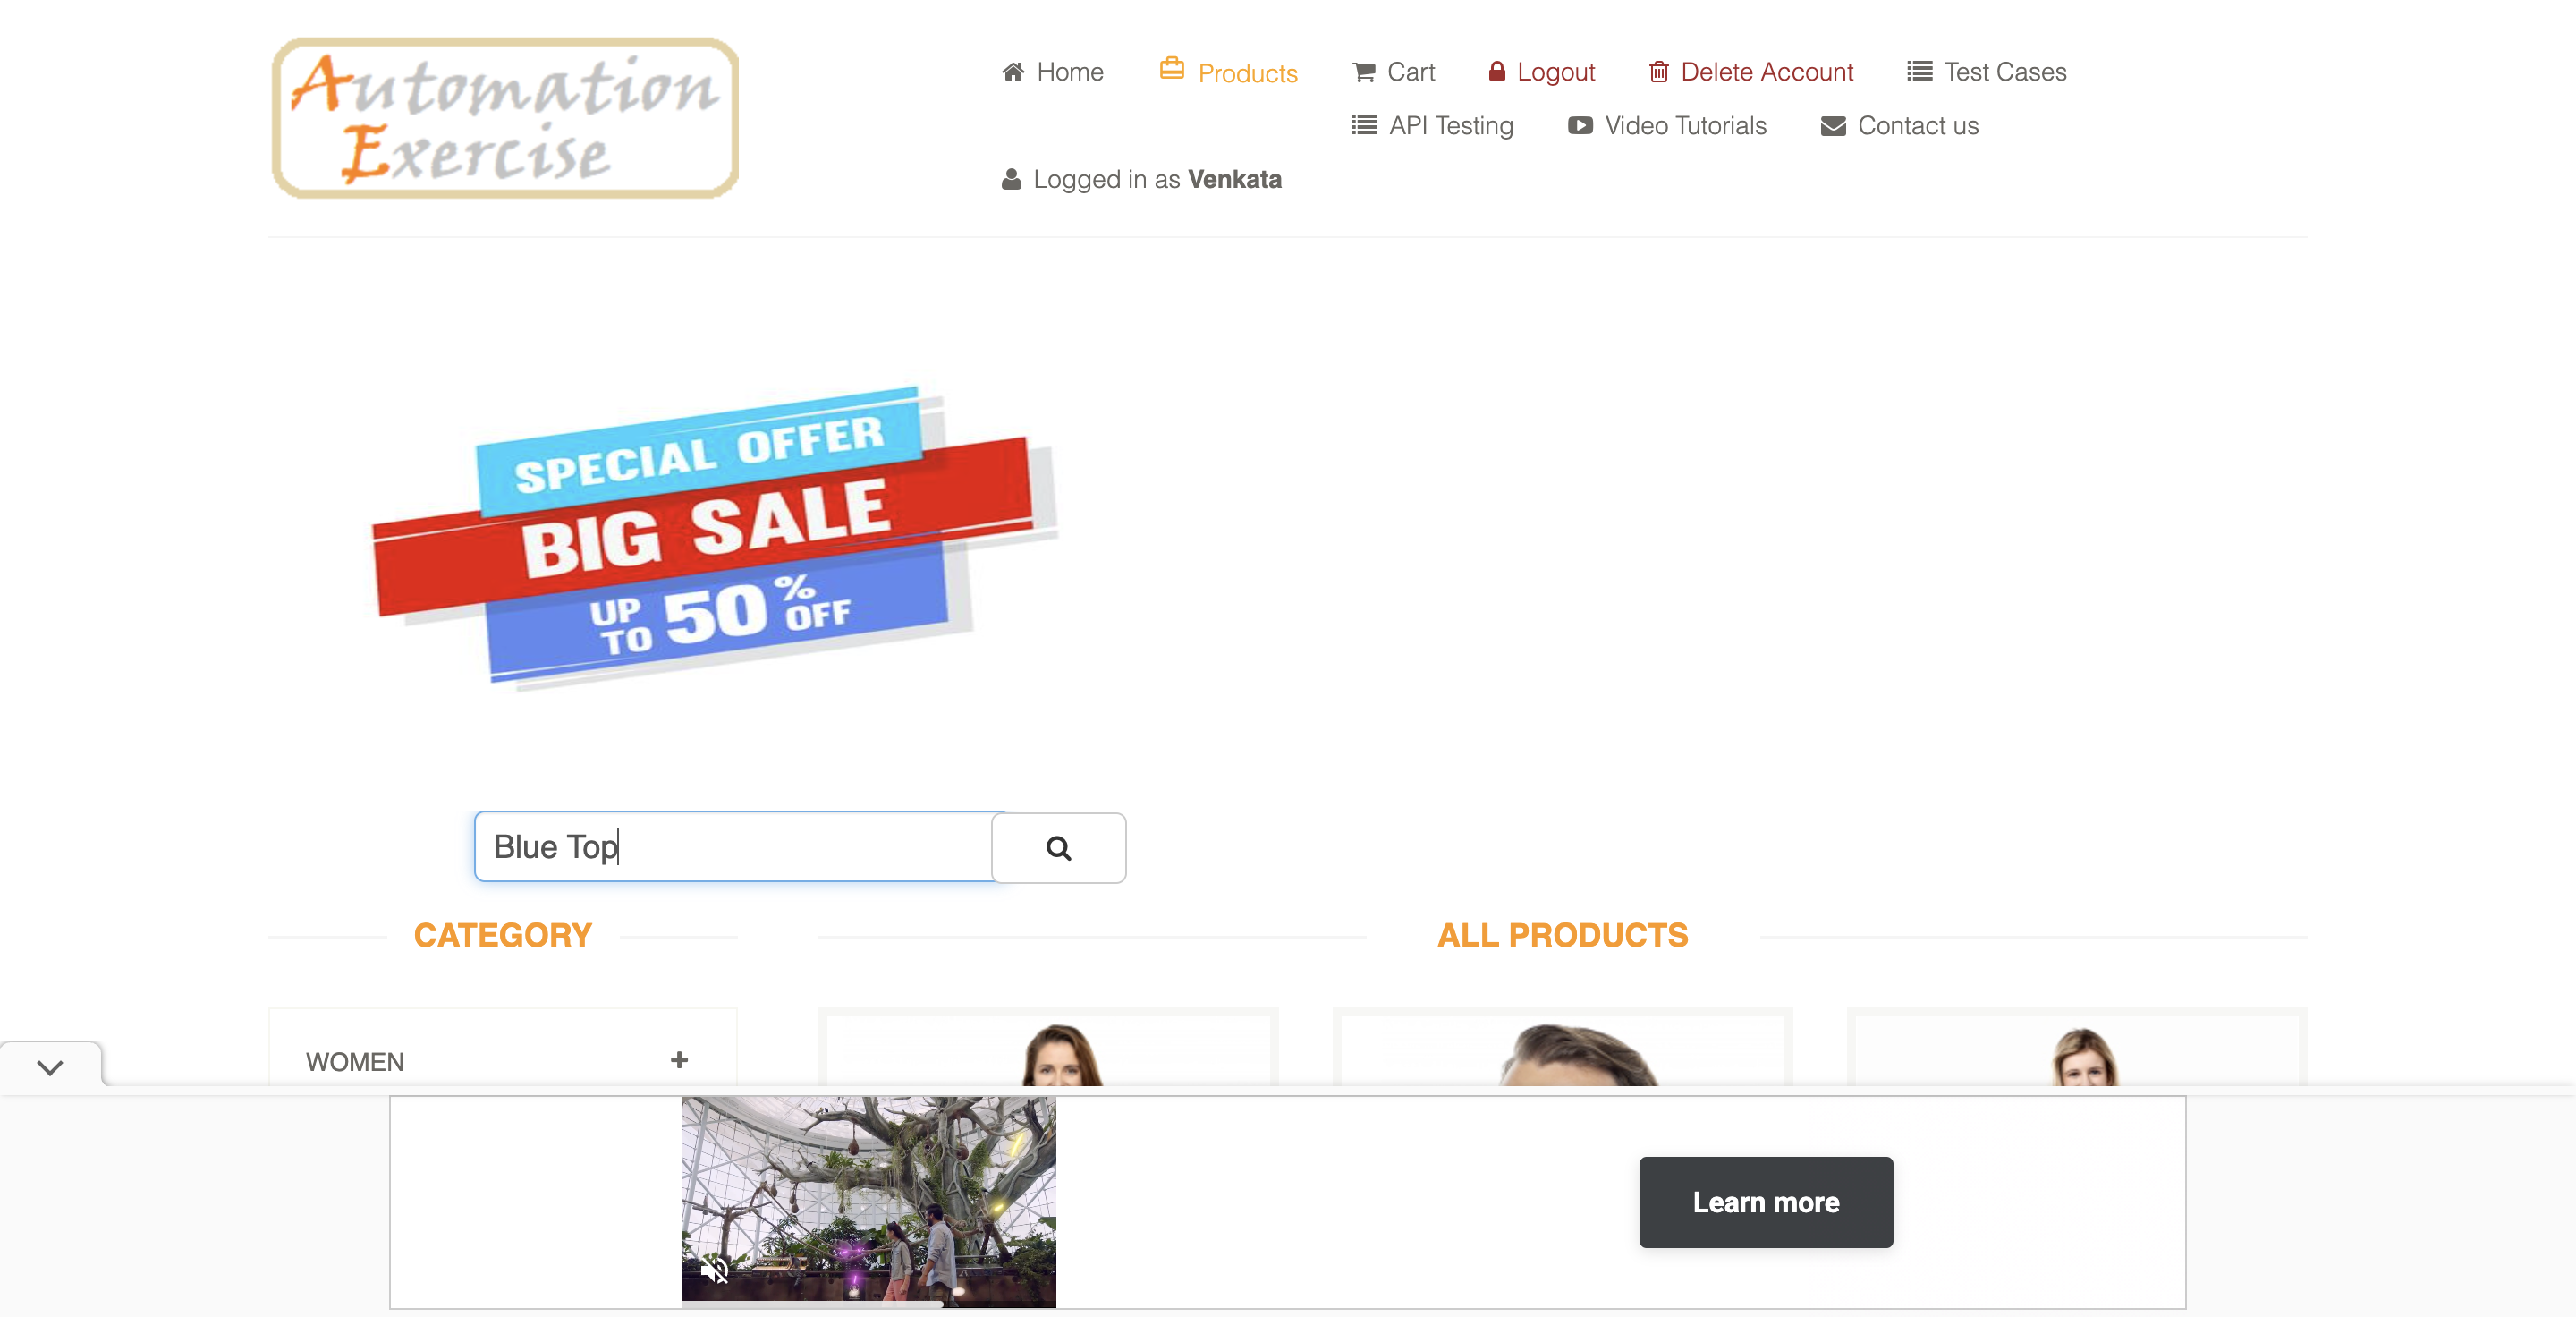 Automation
Exercise
Home
Products
Cart
Logout
Delete Account
Test Cases
API Testing
Video Tutorials
Contact us
Logged in as Venkata
SPECIAL OFFER
BIG SALE
UP TO 50% OFF
Blue Top
CATEGORY
ALL PRODUCTS
WOMEN
Learn more